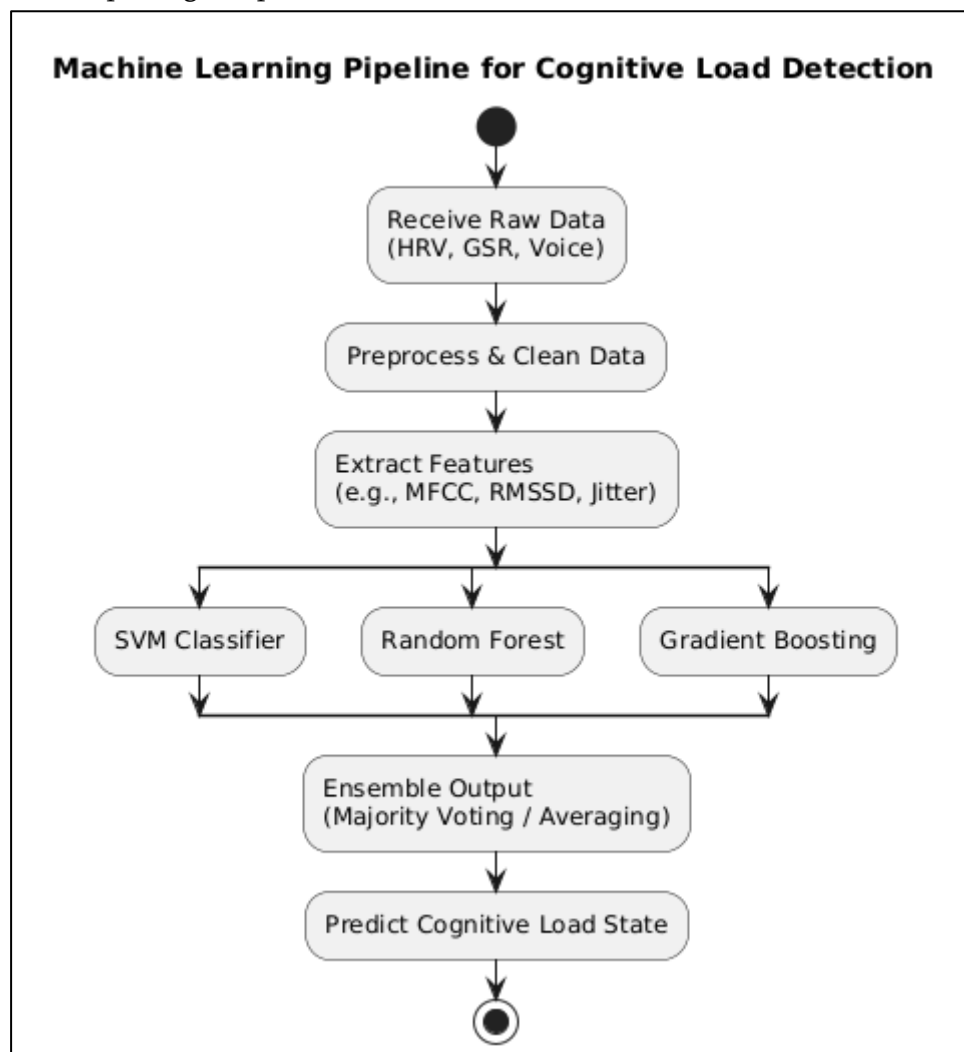 Machine Learning Pipeline for Cognitive Load Detection
Receive Raw Data
(HRV, GSR, Voice)
Preprocess & Clean Data
Extract Features
(e.g., MFCC, RMSSD, Jitter)
SVM Classifier
Random Forest
Gradient Boosting
Ensemble Output
(Majority Voting / Averaging)
Predict Cognitive Load State